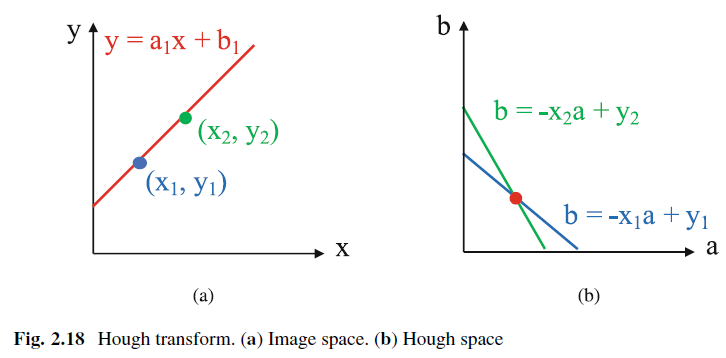 y
y = a₁x + b₁
(x₂, y₂)
(x₁, y₁)
x
(a)
b
b = -x₂a + y₂
b = -x₁a + y₁
a
(b)
Fig. 2.18 Hough transform. (a) Image space. (b) Hough space